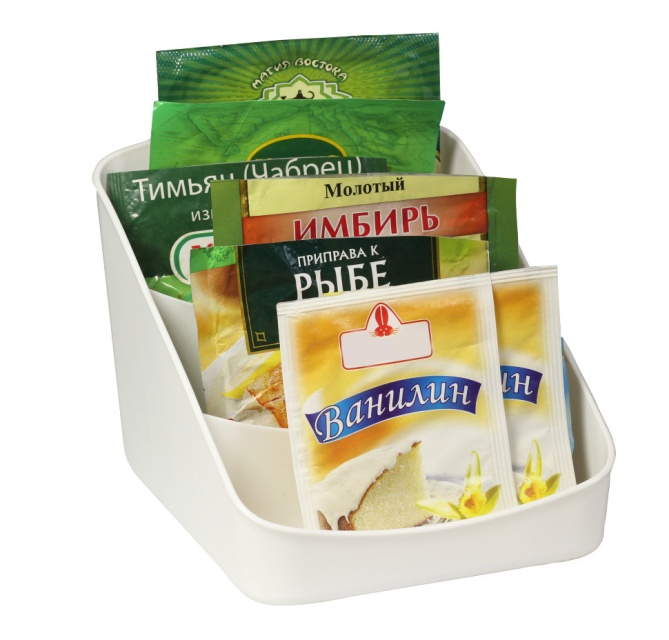 МАГИЯ ВОСТОКА
Тимьян (Чабрец)
Молотый
ИМБИРЬ
ПРИПРАВА К
РЫБЕ
Ванилин